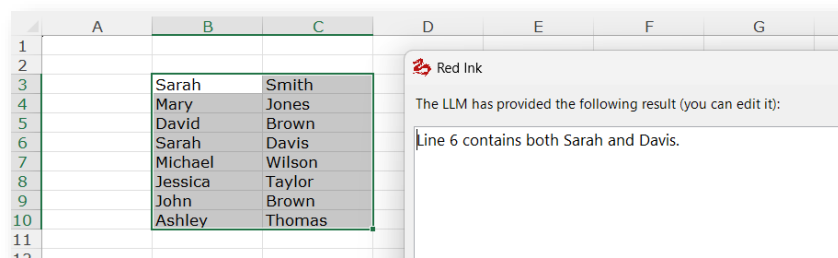 A B C D E F G
1
2
3 Sarah Smith
4 Mary Jones
5 David Brown
6 Sarah Davis
7 Michael Wilson
8 Jessica Taylor
9 John Brown
10 Ashley Thomas
11
12
Red Ink
The LLM has provided the following result (you can edit it):
Line 6 contains both Sarah and Davis.